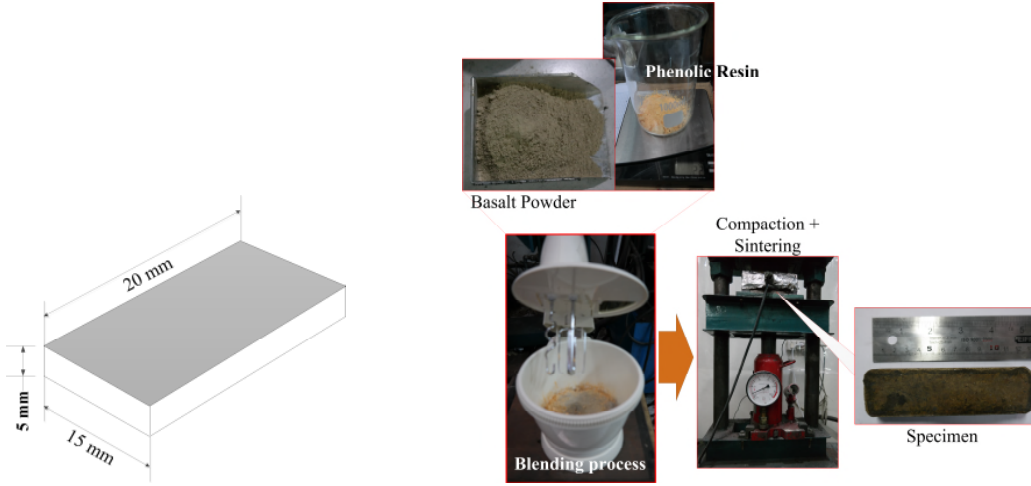 20 mm
5 mm
15 mm
Phenolic Resin
Basalt Powder
Blending process
Compaction +
Sintering
Specimen